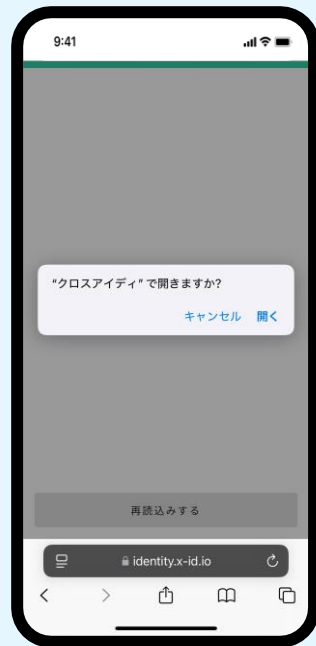 9:41
“クロスアイディ” で開きますか?
キャンセル 開く
再読込みする
identity.x-id.io